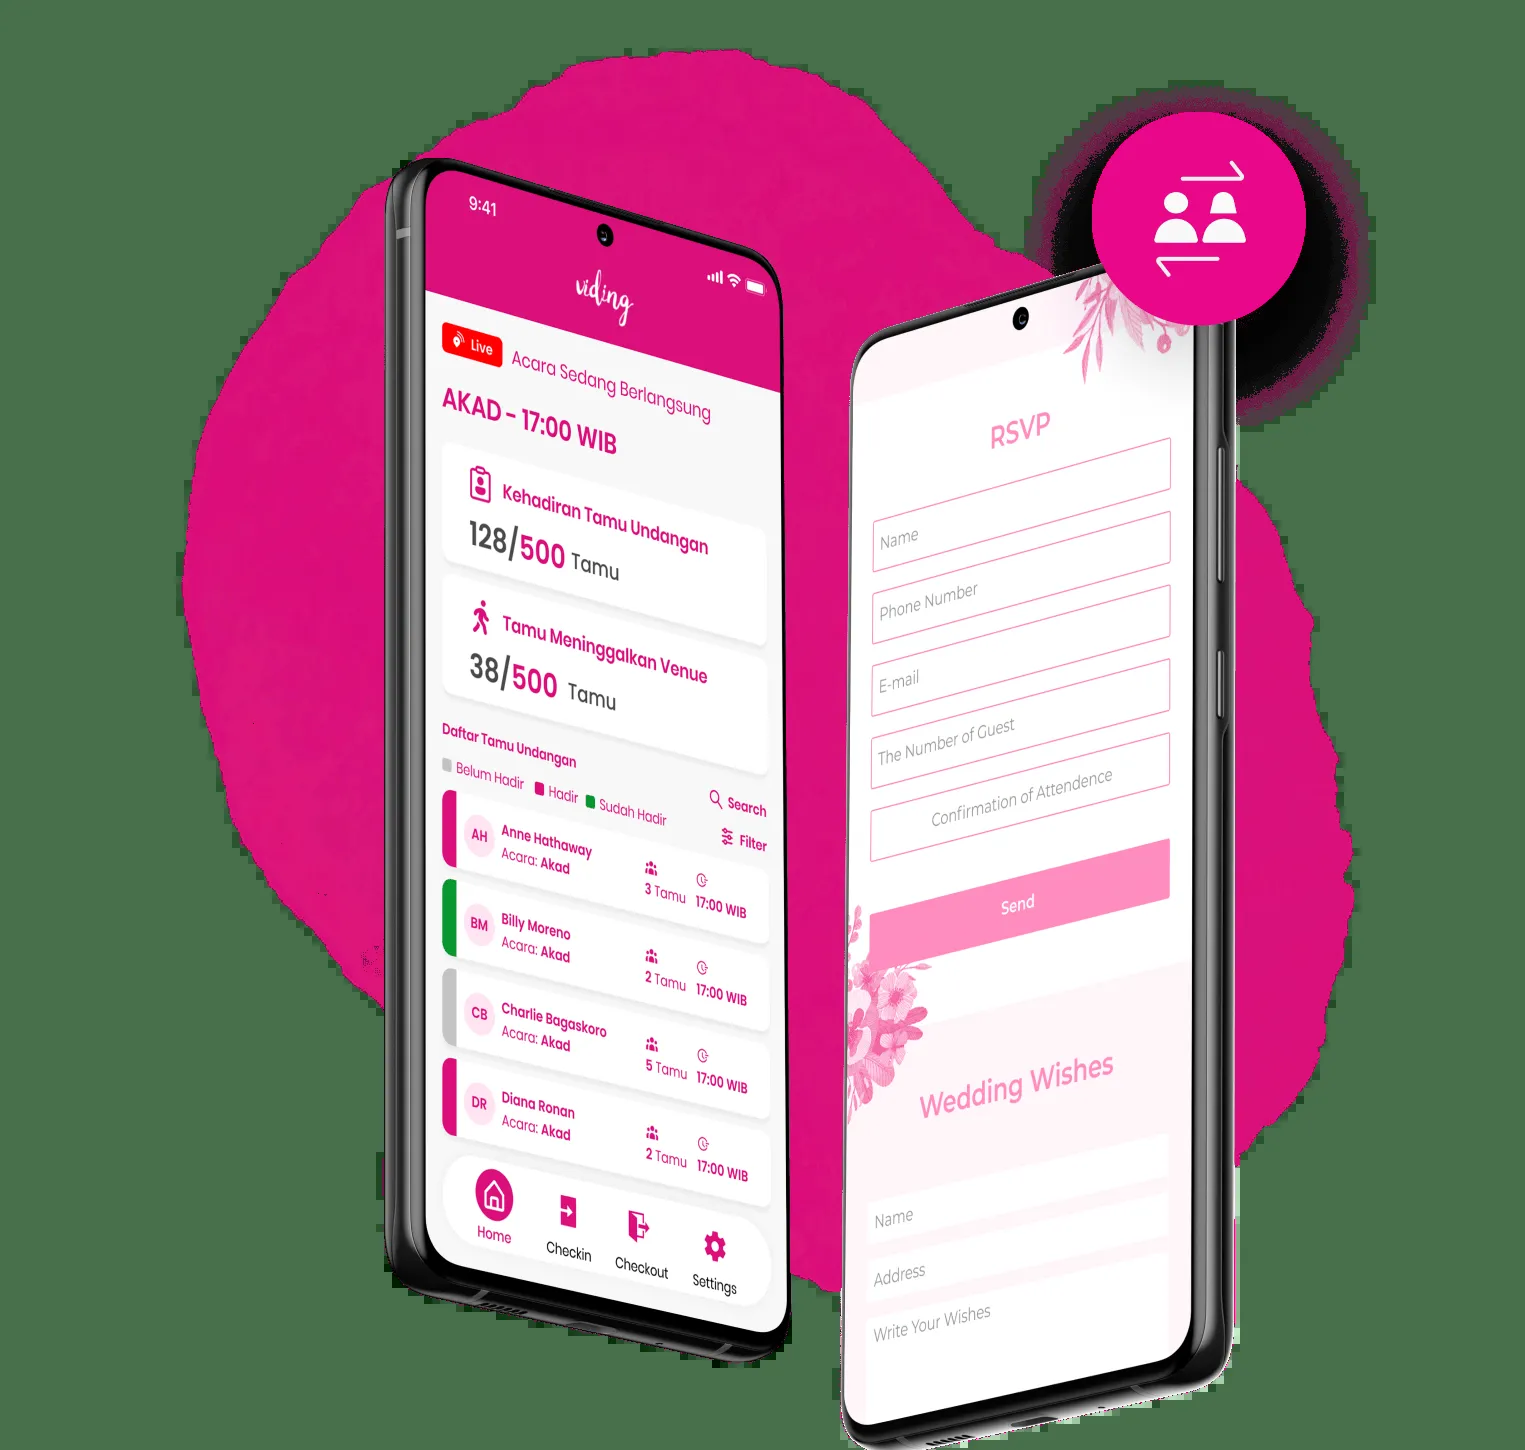 9:41
viding
Live
Acara Sedang Berlangsung
AKAD - 17:00 WIB
Kehadiran Tamu Undangan
128/500 Tamu
Tamu Meninggalkan Venue
38/500 Tamu
Daftar Tamu Undangan
Belum Hadir
Hadir
Sudah Hadir
Search
Filter
AH
Anne Hathaway
Acara: Akad
3 Tamu
17:00 WIB
BM
Billy Moreno
Acara: Akad
2 Tamu
17:00 WIB
CB
Charlie Bagaskoro
Acara: Akad
5 Tamu
17:00 WIB
DR
Diana Ronan
Acara: Akad
2 Tamu
17:00 WIB
Home
Checkin
Checkout
Settings
RSVP
Name
Phone Number
E-mail
The Number of Guest
Confirmation of Attendence
Send
Wedding Wishes
Name
Address
Write Your Wishes